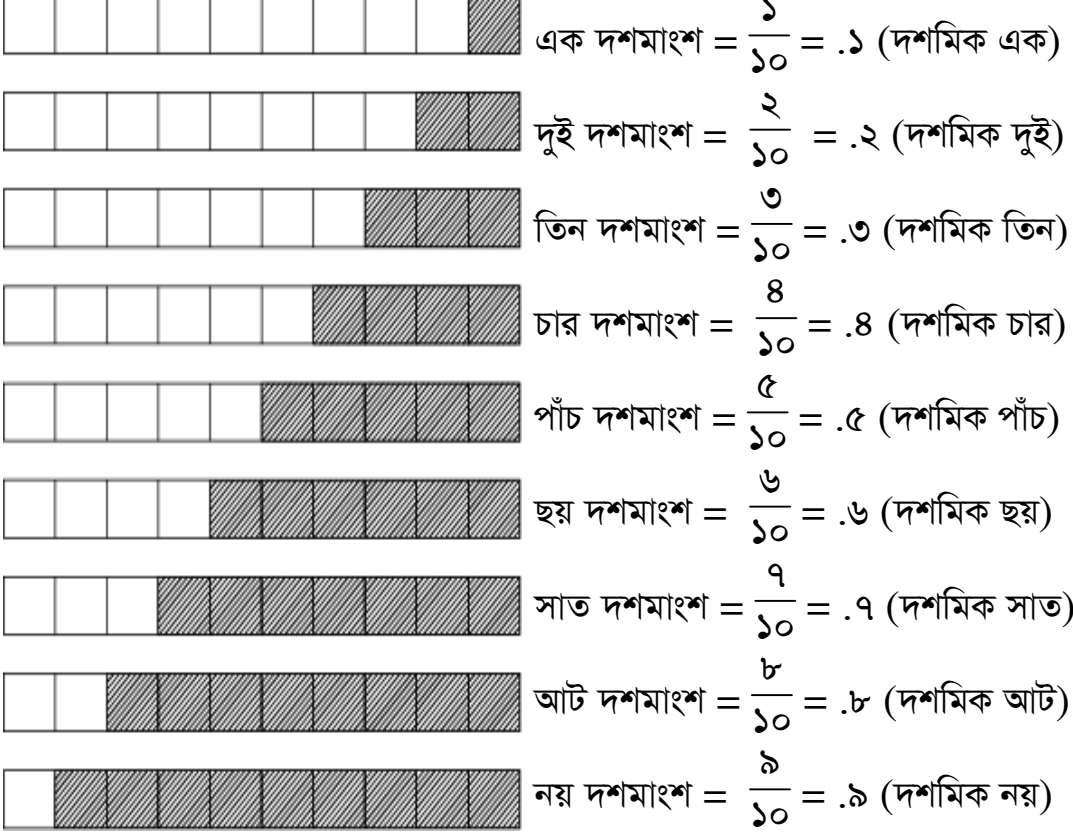 এক দশমাংশ = ১/১০ = .১ (দশমিক এক)
দুই দশমাংশ = ২/১০ = .২ (দশমিক দুই)
তিন দশমাংশ = ৩/১০ = .৩ (দশমিক তিন)
চার দশমাংশ = ৪/১০ = .৪ (দশমিক চার)
পাঁচ দশমাংশ = ৫/১০ = .৫ (দশমিক পাঁচ)
ছয় দশমাংশ = ৬/১০ = .৬ (দশমিক ছয়)
সাত দশমাংশ = ৭/১০ = .৭ (দশমিক সাত)
আট দশমাংশ = ৮/১০ = .৮ (দশমিক আট)
নয় দশমাংশ = ৯/১০ = .৯ (দশমিক নয়)